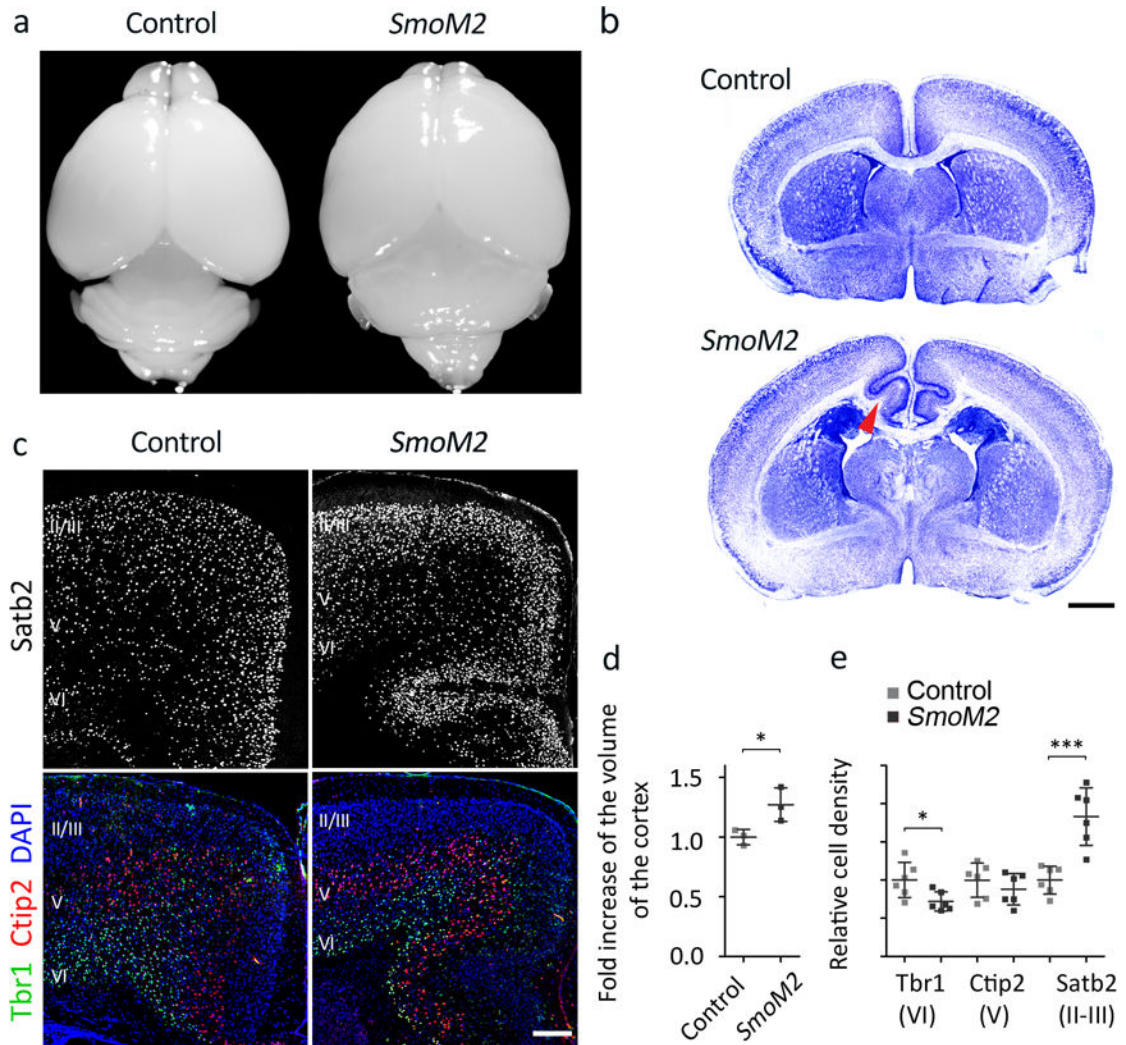 a
Control SmoM2
b
Control
SmoM2
c
Control SmoM2
Satb2
II/III
V
VI
II/III
V
VI
Tbr1 Ctip2 DAPI
II/III
V
VI
II/III
V
VI
d
Fold increase of the volume
of the cortex
*
1.5
1.0
0.5
0.0
Control
SmoM2
e
Control
SmoM2
Relative cell density
*
***
Tbr1 Ctip2 Satb2
(VI) (V) (II-III)